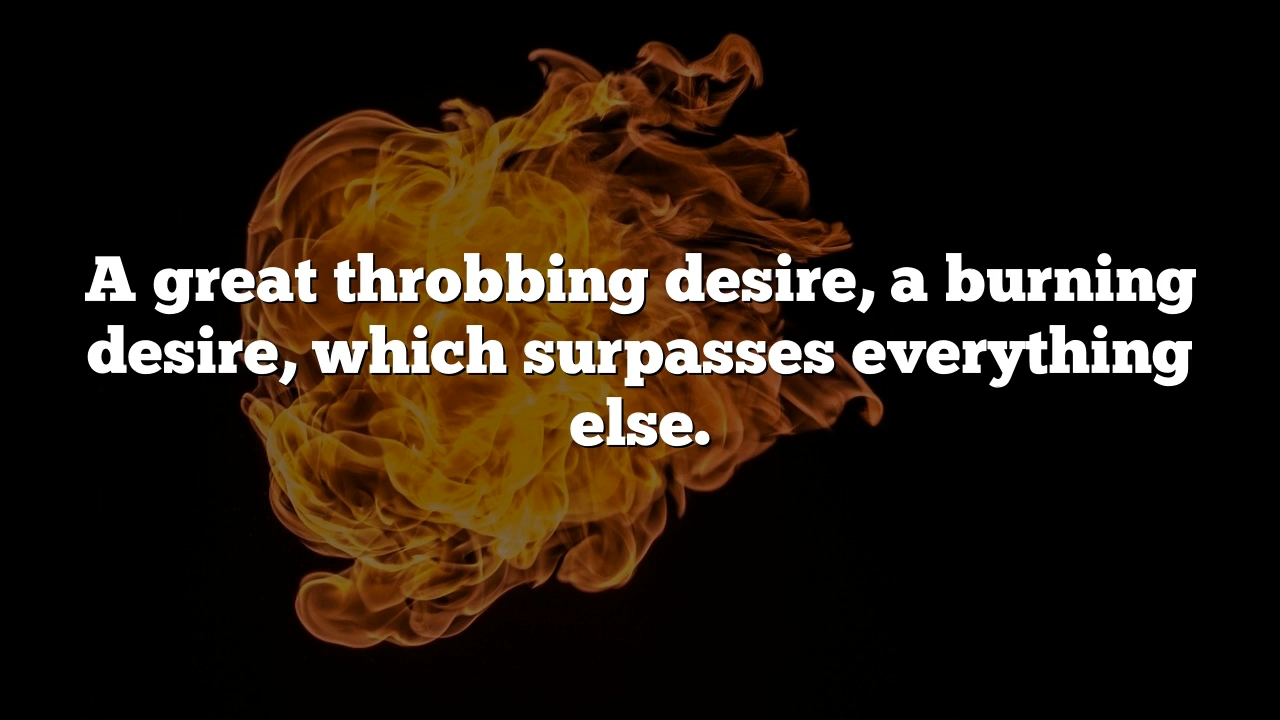 A great throbbing desire, a burning
desire, which surpasses everything
else.